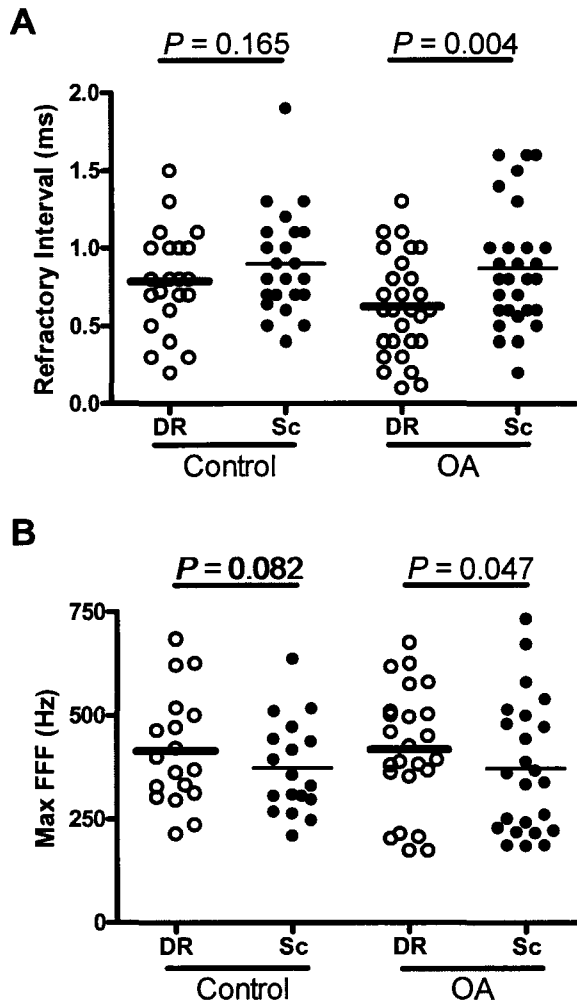 A
P = 0.165 P = 0.004
Refractory Interval (ms)
2.0
1.5
1.0
0.5
0.0
DR Sc DR Sc
Control OA
B
P = 0.082 P = 0.047
Max FFF (Hz)
750
500
250
0
DR Sc DR Sc
Control OA